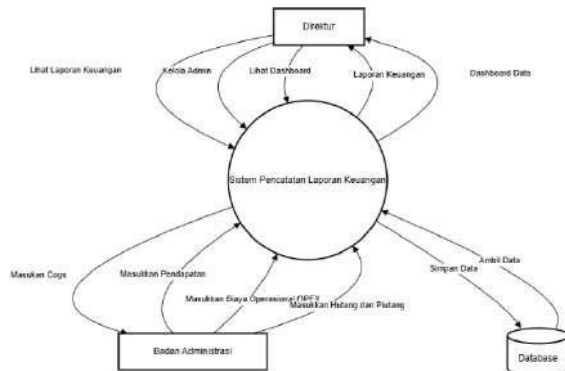 Direktur
Lihat Laporan Keuangan
Kelola Admin
Lihat Dashboard
Laporan Keuangan
Dashboard Data
Sistem Pencatatan Laporan Keuangan
Masukan Cogs
Masukkan Pendapatan
Masukkan Biaya Operasional OPEX
Masukkan Hutang dan Piutang
Simpan Data
Ambil Data
Badan Administrasi
Database